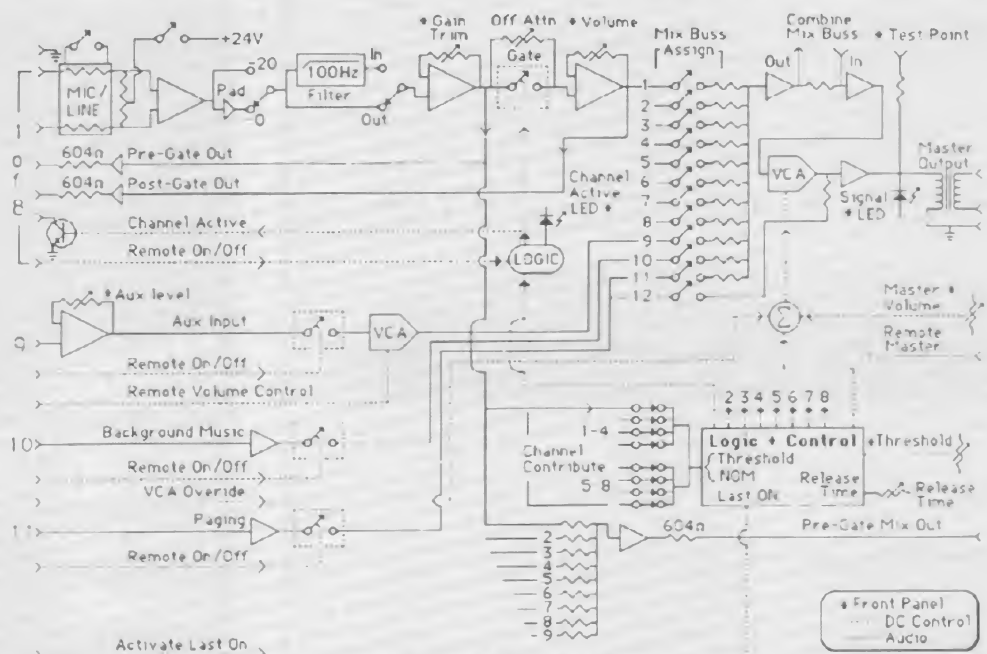 Gain
Trim
Off Attn
Gate
Volume
Mix Buss
Assign
Combine
Mix Buss
Out
In
Test Point
+24V
MIC/
LINE
-20
Pad
-0
100Hz
Filter
In
Out
1
o
f
8
604Ω
Pre-Gate Out
604Ω
Post-Gate Out
Channel Active
Remote On/Off
Channel
Active
LED
LOGIC
1
2
3
4
5
6
7
8
9
10
11
12
VCA
Signal
LED
Master
Output
Master
Volume
Remote
Master
Σ
Aux level
9
Aux Input
VCA
Remote On/Off
Remote Volume Control
10
Background Music
Remote On/Off
VCA Override
11
Paging
Remote On/Off
Activate Last On
1-4
Channel
Contribute
5-8
2 3 4 5 6 7 8
Logic + Control
Threshold
NOM
Last ON
Release
Time
Threshold
Release
Time
604Ω
Pre-Gate Mix Out
2
3
4
5
6
7
8
9
Front Panel
DC Control
Audio